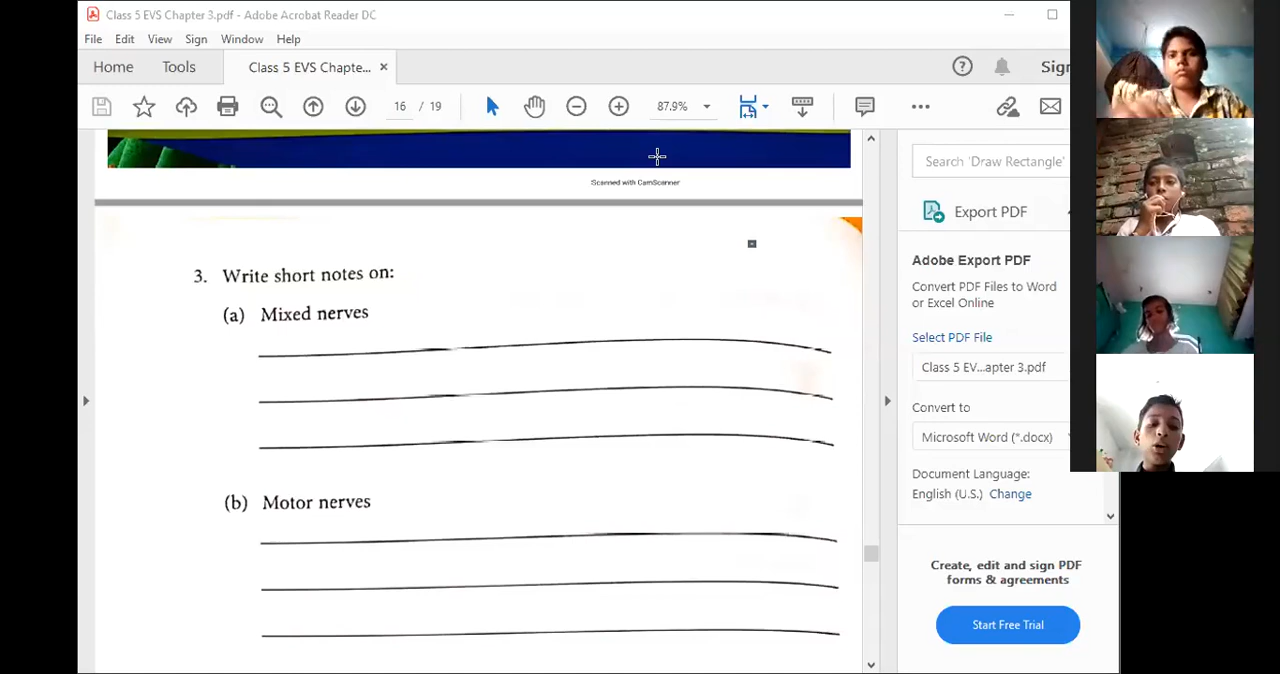 Class 5 EVS Chapter 3.pdf - Adobe Acrobat Reader DC
File Edit View Sign Window Help
Home Tools Class 5 EVS Chapte... × Sign
16 / 19 87.9%
Search 'Draw Rectangle'
Scanned with CamScanner
Export PDF
3. Write short notes on:
(a) Mixed nerves
(b) Motor nerves
Adobe Export PDF
Convert PDF Files to Word
or Excel Online
Select PDF File
Class 5 EV...apter 3.pdf
Convert to
Microsoft Word (*.docx)
Document Language:
English (U.S.) Change
Create, edit and sign PDF
forms & agreements
Start Free Trial